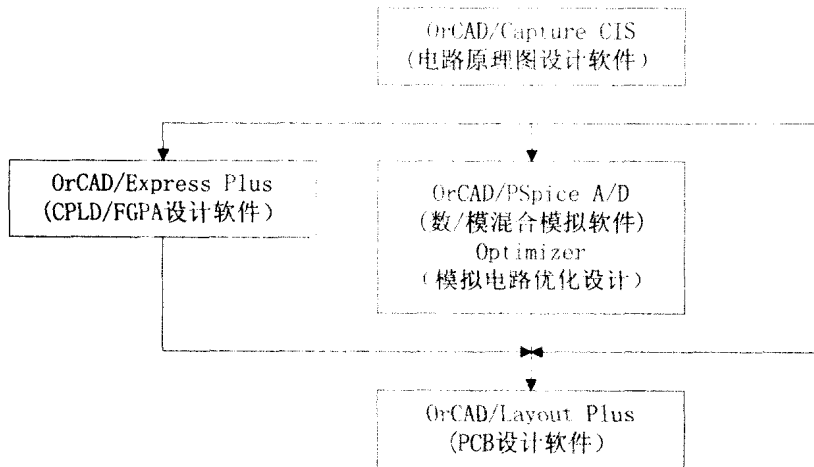 OrCAD/Capture CIS
(电路原理图设计软件)
OrCAD/Express Plus
(CPLD/FGPA设计软件)
OrCAD/PSpice A/D
(数/模混合模拟软件)
Optimizer
(模拟电路优化设计)
OrCAD/Layout Plus
(PCB设计软件)